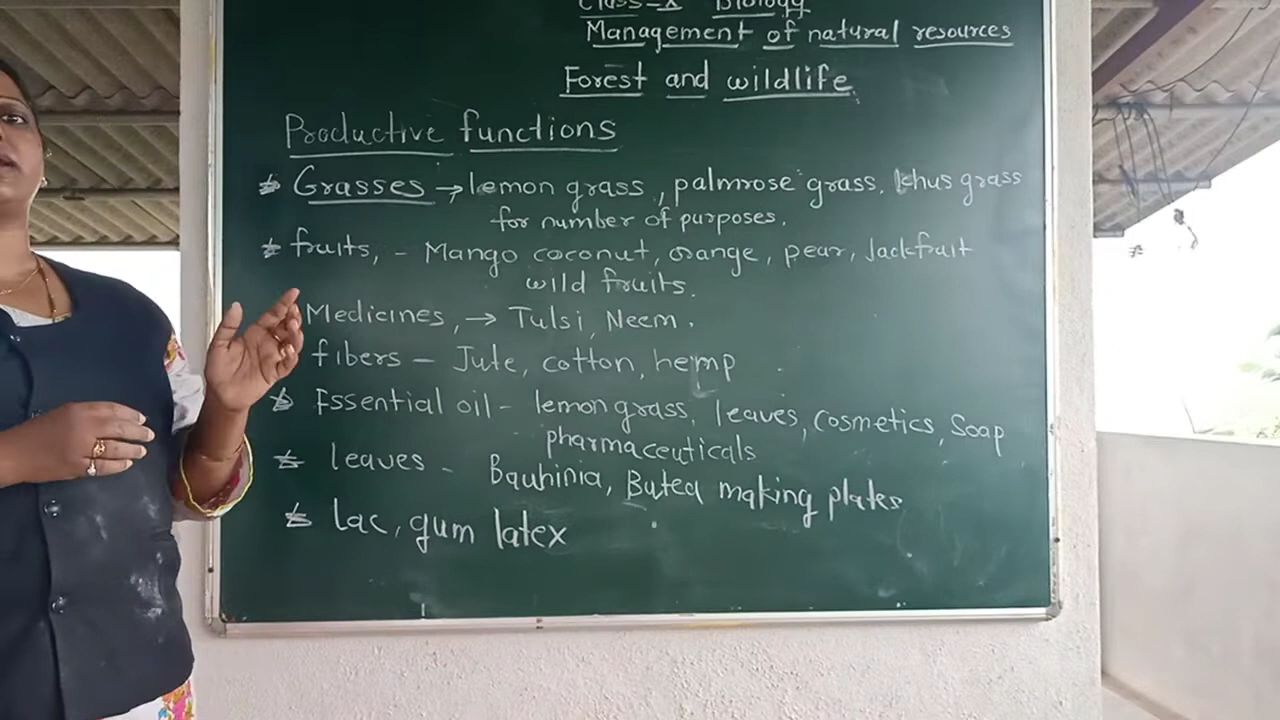 Class-X Biology
Management of natural resources
Forest and wildlife
Productive functions
Grasses → lemon grass, palmrose grass, khus grass
for number of purposes.
fruits, - Mango coconut, orange, pear, Jackfruit
wild fruits.
Medicines, → Tulsi, Neem.
fibers - Jute, cotton, hemp
Essential oil - lemongrass, leaves, cosmetics, Soap
pharmaceuticals
leaves - Bauhinia, Butea making plates
Lac, gum latex